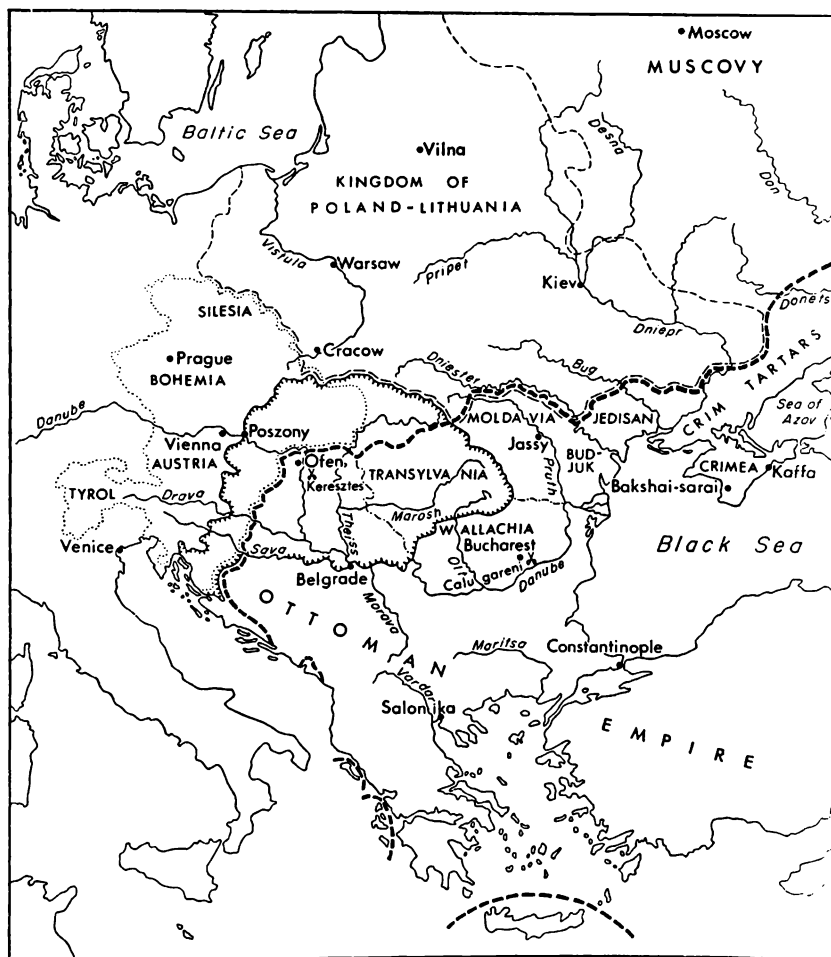 Moscow
MUSCOVY
Baltic Sea
Desna
Vilna
KINGDOM OF
POLAND-LITHUANIA
Don
Vistula
Warsaw
Pripet
Kiev
Donets
SILESIA
Dniepr
Cracow
Prague
BOHEMIA
Dniester
Bug
CRIM TARTARS
Danube
MOLDAVIA
JEDISAN
Sea of
Azov
Vienna
Poszony
Jassy
AUSTRIA
Ofen
BUD-
JUK
TRANSYLVANIA
CRIMEA
Kaffa
Keresztes
Pruth
Bakshai-sarai
TYROL
Drava
Marosh
Theiss
WALLACHIA
Venice
Sava
Bucharest
Black Sea
Olt
Calugareni
Belgrade
Danube
OTTOMAN
Morava
Maritsa
Constantinople
Vardar
Salonika
EMPIRE